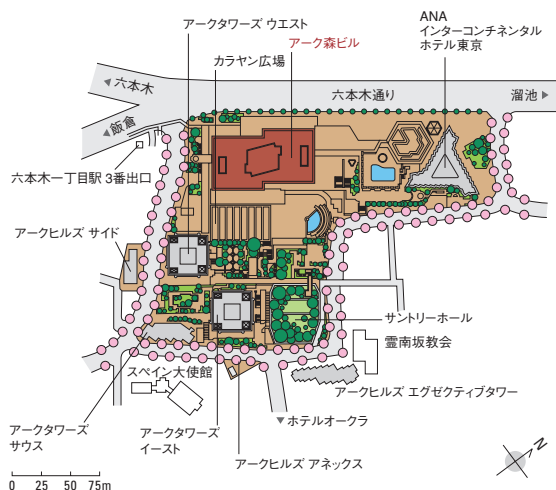 アークタワーズ ウエスト
カラヤン広場
アーク森ビル
ANA
インターコンチネンタル
ホテル東京
六本木
六本木通り
溜池
飯倉
六本木一丁目駅 3番出口
アークヒルズ サイド
サントリーホール
霊南坂教会
スペイン大使館
アークヒルズ エグゼクティブタワー
ホテルオークラ
アークタワーズ
サウス
アークタワーズ
イースト
アークヒルズ アネックス
N
0 25 50 75m